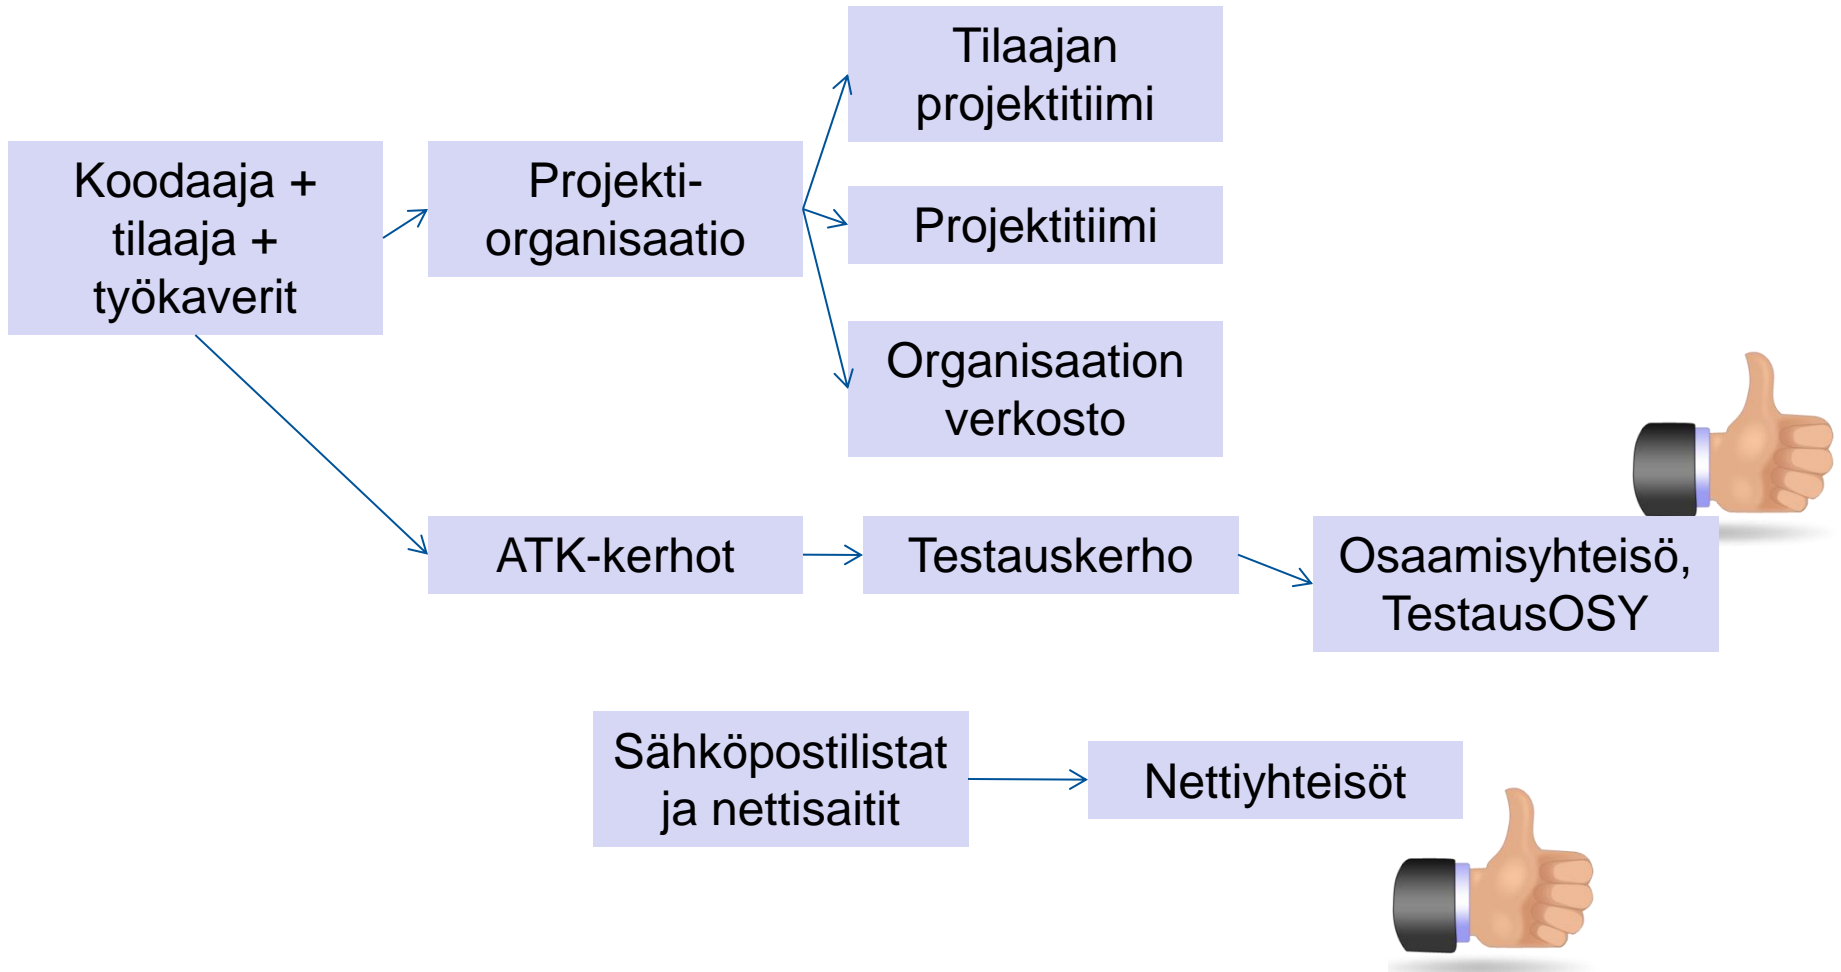 Tilaajan
projektitiimi
Koodaaja +
tilaaja +
työkaverit
Projekti-
organisaatio
Projektitiimi
Organisaation
verkosto
ATK-kerhot
Testauskerho
Osaamisyhteisö,
TestausOSY
Sähköpostilistat
ja nettisaitit
Nettiyhteisöt